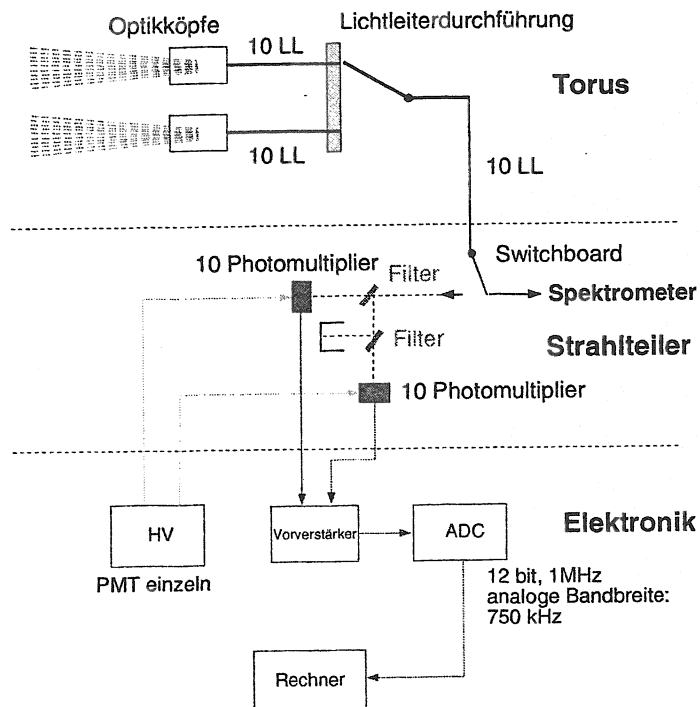 Optikköpfe
Lichtleiterdurchführung
10 LL
Torus
10 LL
10 LL
Switchboard
10 Photomultiplier
Filter
Spektrometer
Filter
Strahlteiler
10 Photomultiplier
Elektronik
HV
Vorverstärker
ADC
PMT einzeln
12 bit, 1MHz
analoge Bandbreite:
750 kHz
Rechner